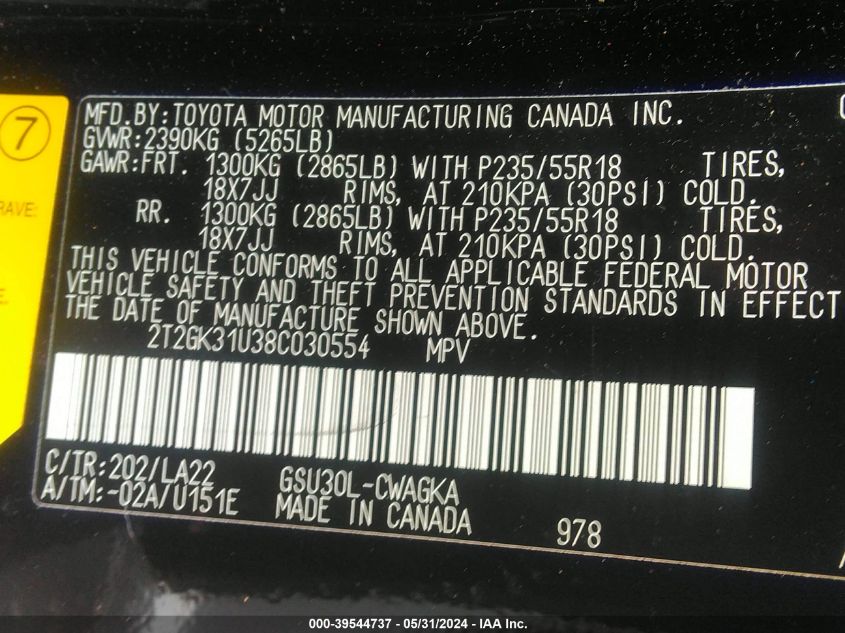 7
RAVE:
MFD.BY:TOYOTA MOTOR MANUFACTURING CANADA INC.
GVWR:2390KG (5265LB)
GAWR:FRT. 1300KG (2865LB) WITH P235/55R18 TIRES,
18X7JJ RIMS, AT 210KPA (30PSI) COLD.
RR. 1300KG (2865LB) WITH P235/55R18 TIRES,
18X7JJ RIMS, AT 210KPA (30PSI) COLD.
THIS VEHICLE CONFORMS TO ALL APPLICABLE FEDERAL MOTOR
VEHICLE SAFETY AND THEFT PREVENTION STANDARDS IN EFFECT
THE DATE OF MANUFACTURE SHOWN ABOVE.
2T2GK31U38C030554 MPV
C/TR:202/LA22 GSU30L-CWAGKA
A/TM:-02A/U151E MADE IN CANADA 978
000-39544737 - 05/31/2024 - IAA Inc.